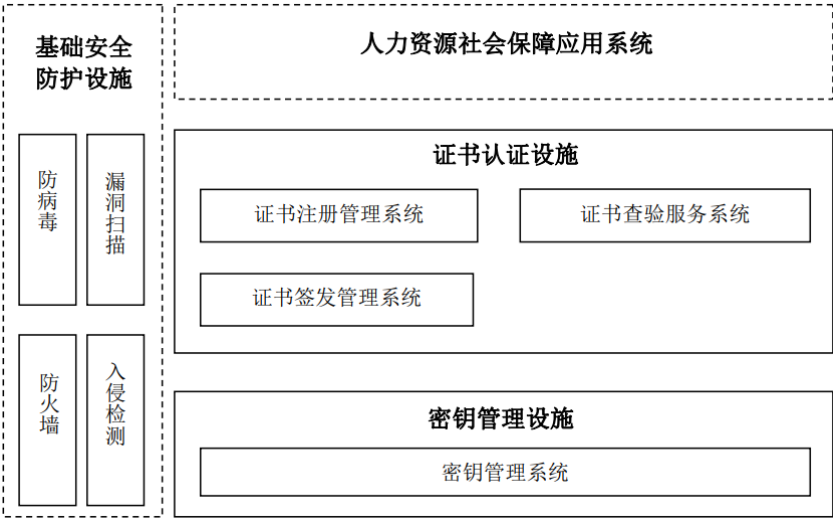 基础安全
防护设施
防病毒
漏洞扫描
防火墙
入侵检测
人力资源社会保障应用系统
证书认证设施
证书注册管理系统
证书查验服务系统
证书签发管理系统
密钥管理设施
密钥管理系统